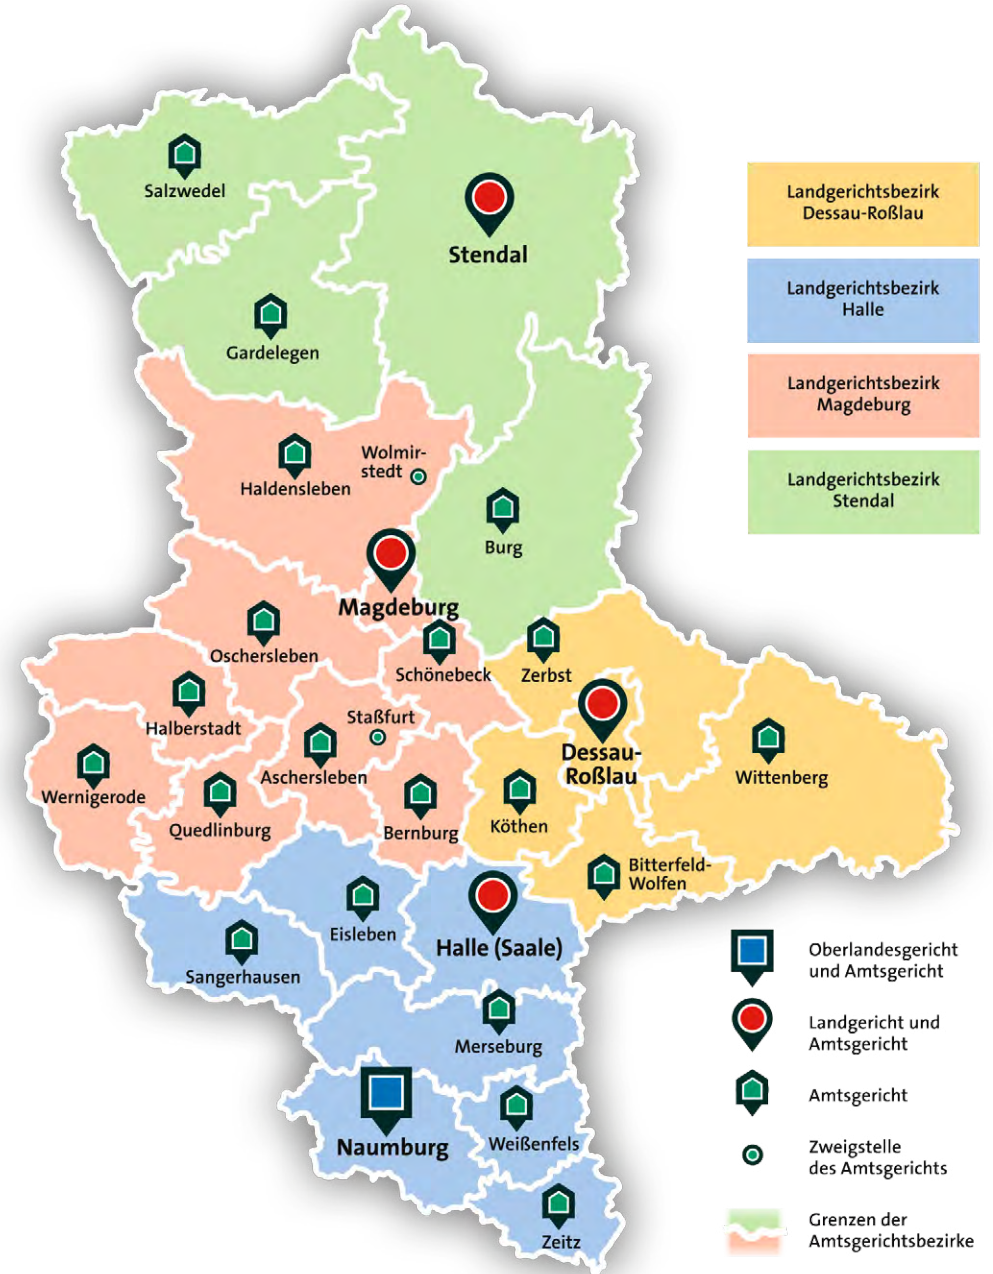 Salzwedel
Stendal
Gardelegen
Wolmir-
stedt
Haldensleben
Burg
Magdeburg
Oschersleben
Schönebeck
Zerbst
Halberstadt
Staßfurt
Dessau-
Roßlau
Aschersleben
Wittenberg
Wernigerode
Quedlinburg
Bernburg
Köthen
Bitterfeld-
Wolfen
Eisleben
Halle (Saale)
Sangerhausen
Merseburg
Naumburg
Weißenfels
Zeitz
Landgerichtsbezirk
Dessau-Roßlau
Landgerichtsbezirk
Halle
Landgerichtsbezirk
Magdeburg
Landgerichtsbezirk
Stendal
Oberlandesgericht
und Amtsgericht
Landgericht und
Amtsgericht
Amtsgericht
Zweigstelle
des Amtsgerichts
Grenzen der
Amtsgerichtsbezirke